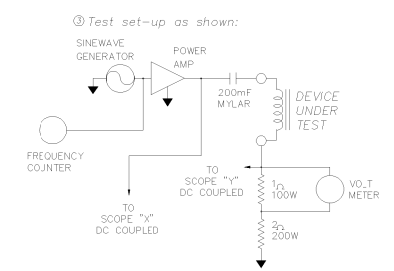 ③ Test set-up as shown:
SINEWAVE
GENERATOR
POWER
AMP
200mF
MYLAR
DEVICE
UNDER
TEST
FREQUENCY
COUNTER
TO
SCOPE "X"
DC COUPLED
TO
SCOPE "Y"
DC COUPLED
1Ω
100W
VO_T
METER
2Ω
200W